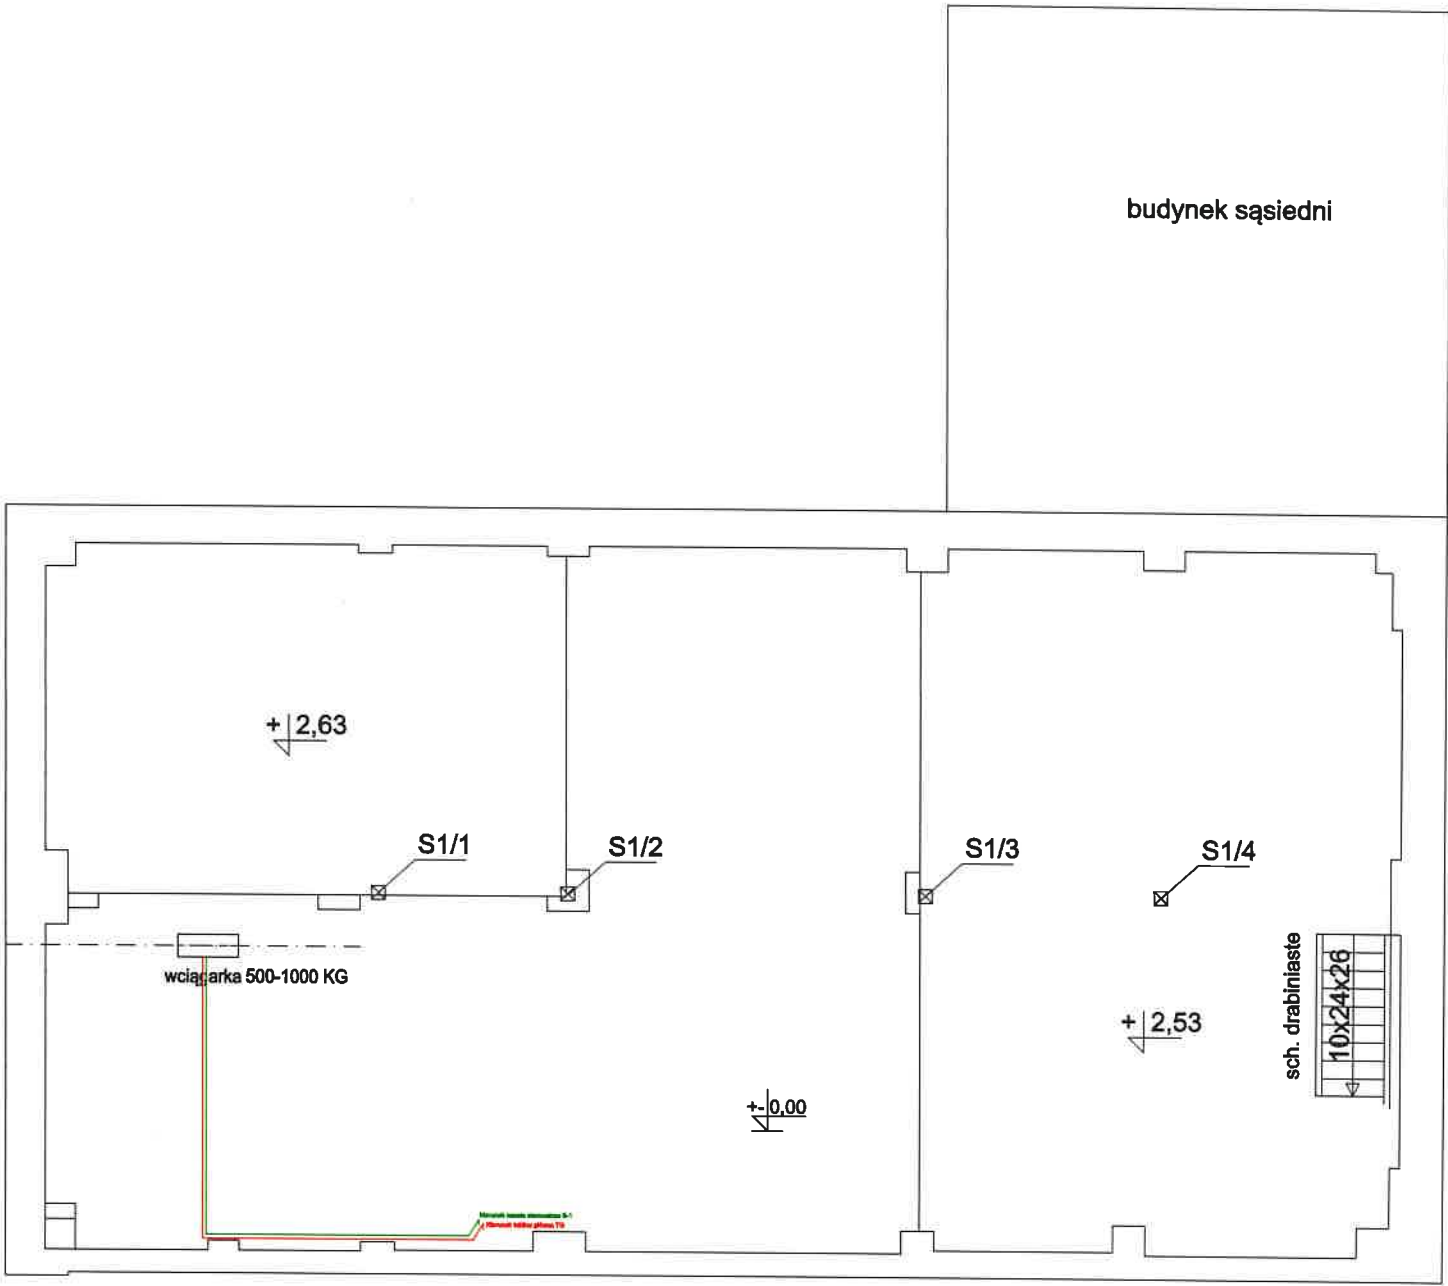 budynek sąsiedni
+ 2,63
S1/1
S1/2
S1/3
S1/4
wciągarka 500-1000 KG
sch. drabiniaste
10x24x26
+ 2,53
+-0,00